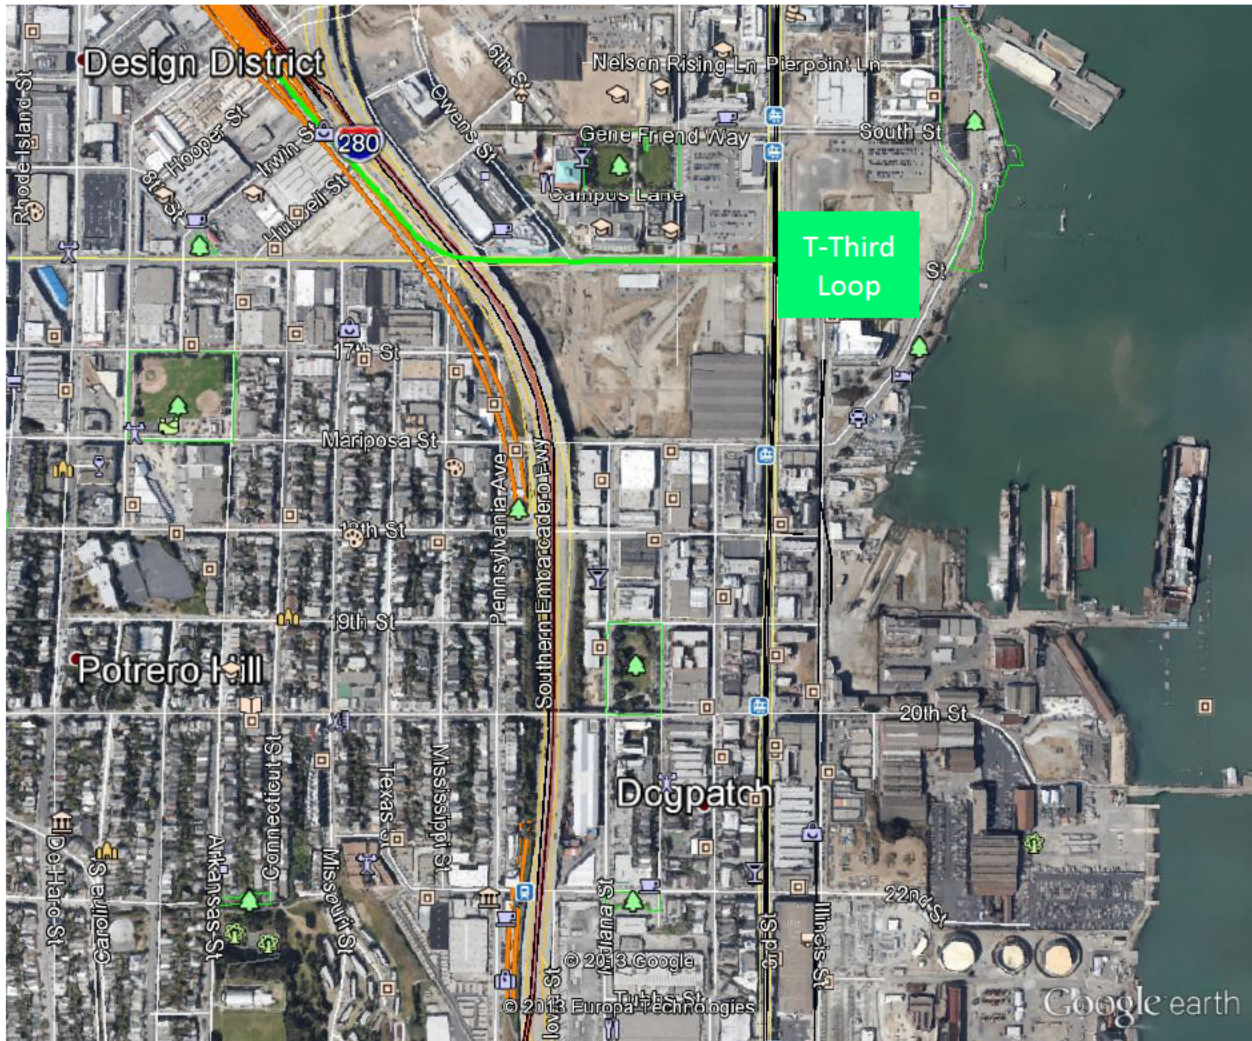 Design District
6th St
Nelson Rising Ln
Pierpoint Ln
Owens St
Rhode Island St
Hooper St
Irwin St
280
Gene Friend Way
South St
8th St
Hubbell St
Campus Lane
T-Third
Loop
St
17th St
Mariposa St
Pennsylvania Ave
Southern Embarcadero Fwy
18th St
19th St
Potrero Hill
20th St
Connecticut St
Texas St
Mississippi St
Dogpatch
De Haro St
Carolina St
Arkansas St
Missouri St
Indiana St
3rd St
Illinois St
22nd St
© 2013 Google
Iowa St
© 2013 Europa Technologies
Tubbs St
Google earth